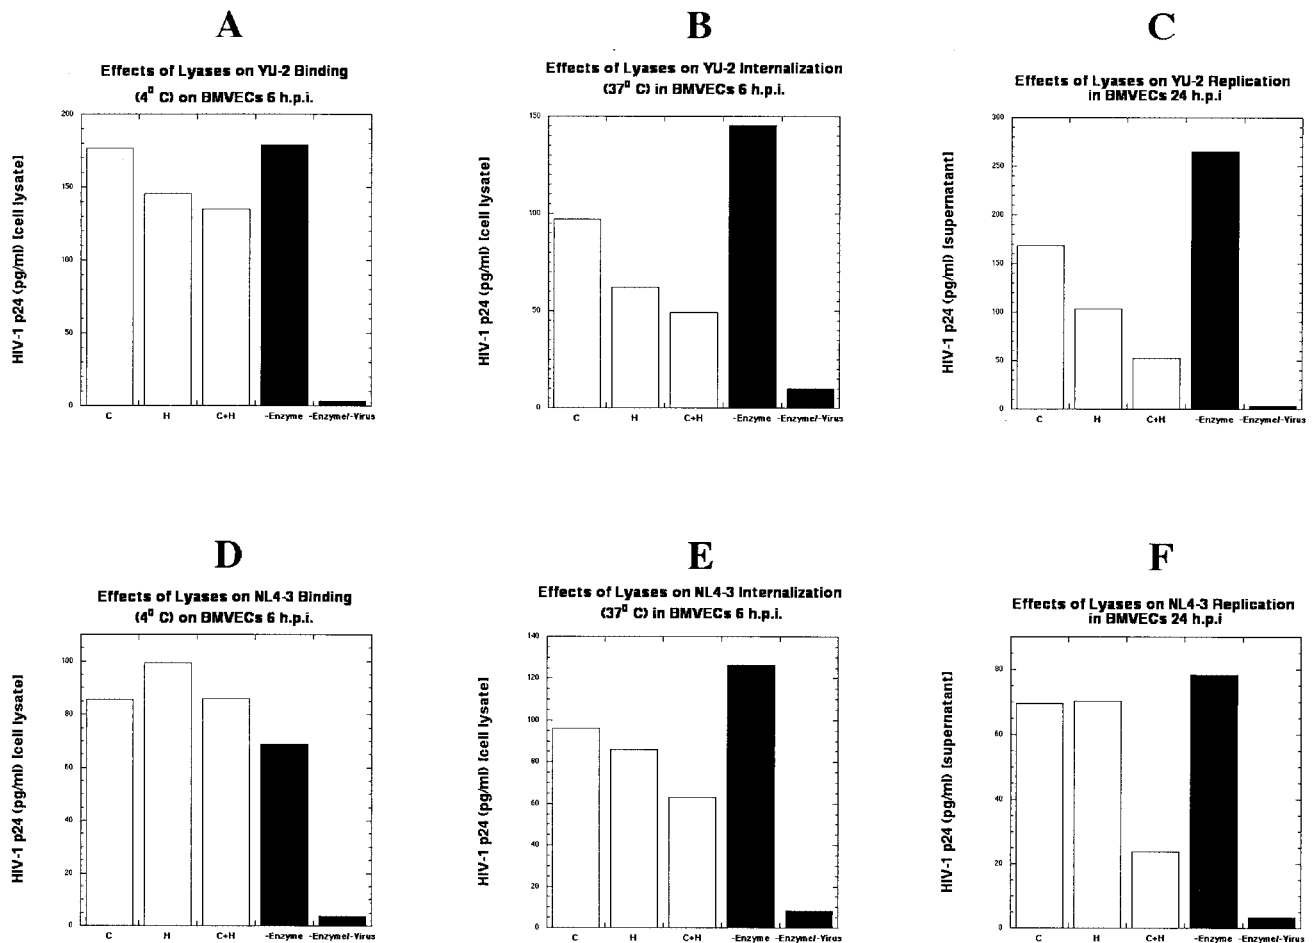 A
Effects of Lyases on YU-2 Binding
(4⁰ C) on BMVECs 6 h.p.i.
HIV-1 p24 (pg/ml) [cell lysate]
200
150
100
50
0
C H C+H -Enzyme -Enzyme/-Virus
B
Effects of Lyases on YU-2 Internalization
(37⁰ C) in BMVECs 6 h.p.i.
HIV-1 p24 (pg/ml) [cell lysate]
150
100
50
0
C H C+H -Enzyme -Enzyme/-Virus
C
Effects of Lyases on YU-2 Replication
in BMVECs 24 h.p.i
HIV-1 p24 (pg/ml) [supernatant]
300
250
200
150
100
50
0
C H C+H -Enzyme -Enzyme/-Virus
D
Effects of Lyases on NL4-3 Binding
(4⁰ C) on BMVECs 6 h.p.i.
HIV-1 p24 (pg/ml) [cell lysate]
100
80
60
40
20
0
C H C+H -Enzyme -Enzyme/-Virus
E
Effects of Lyases on NL4-3 Internalization
(37⁰ C) in BMVECs 6 h.p.i.
HIV-1 p24 (pg/ml) [cell lysate]
140
120
100
80
60
40
20
0
C H C+H -Enzyme -Enzyme/-Virus
F
Effects of Lyases on NL4-3 Replication
in BMVECs 24 h.p.i
HIV-1 p24 (pg/ml) [supernatant]
80
60
40
20
0
C H C+H -Enzyme -Enzyme/-Virus